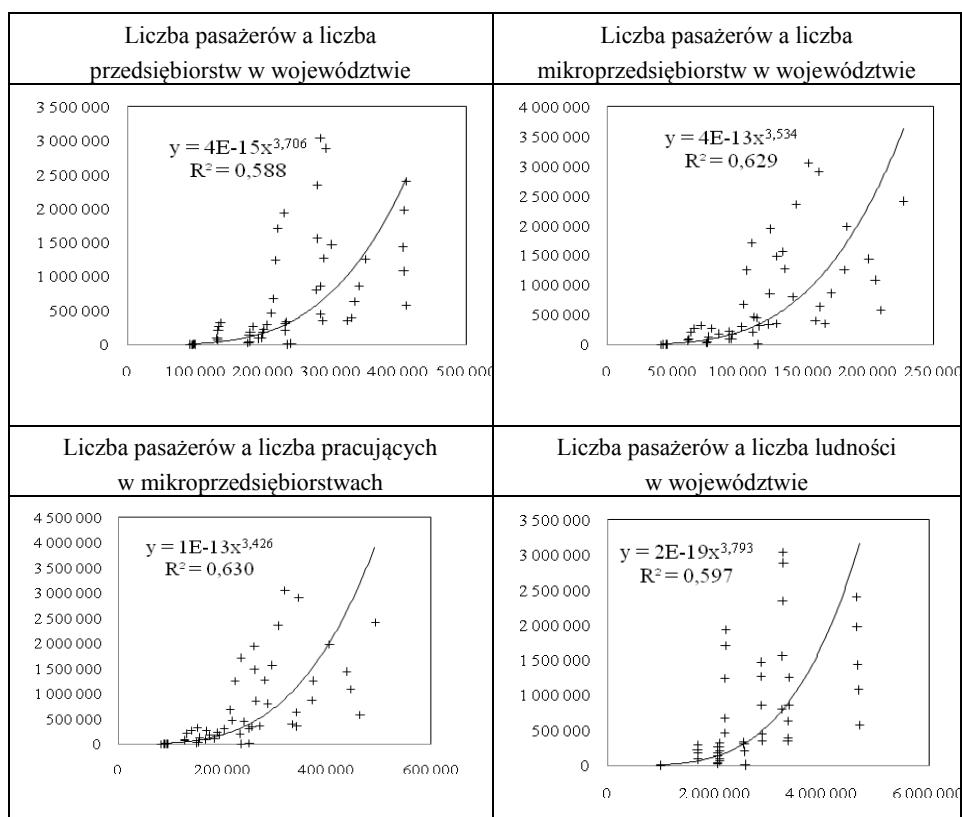 Liczba pasażerów a liczba
przedsiębiorstw w województwie
3 500 000
3 000 000
2 500 000
2 000 000
1 500 000
1 000 000
500 000
0
y = 4E-15x^3,706
R² = 0,588
0 100 000 200 000 300 000 400 000 500 000
Liczba pasażerów a liczba
mikroprzedsiębiorstw w województwie
4 000 000
3 500 000
3 000 000
2 500 000
2 000 000
1 500 000
1 000 000
500 000
0
y = 4E-13x^3,534
R² = 0,629
0 50 000 100 000 150 000 200 000 250 000
Liczba pasażerów a liczba pracujących
w mikroprzedsiębiorstwach
4 500 000
4 000 000
3 500 000
3 000 000
2 500 000
2 000 000
1 500 000
1 000 000
500 000
0
y = 1E-13x^3,426
R² = 0,630
0 200 000 400 000 600 000
Liczba pasażerów a liczba ludności
w województwie
3 500 000
3 000 000
2 500 000
2 000 000
1 500 000
1 000 000
500 000
0
y = 2E-19x^3,793
R² = 0,597
0 2 000 000 4 000 000 6 000 000